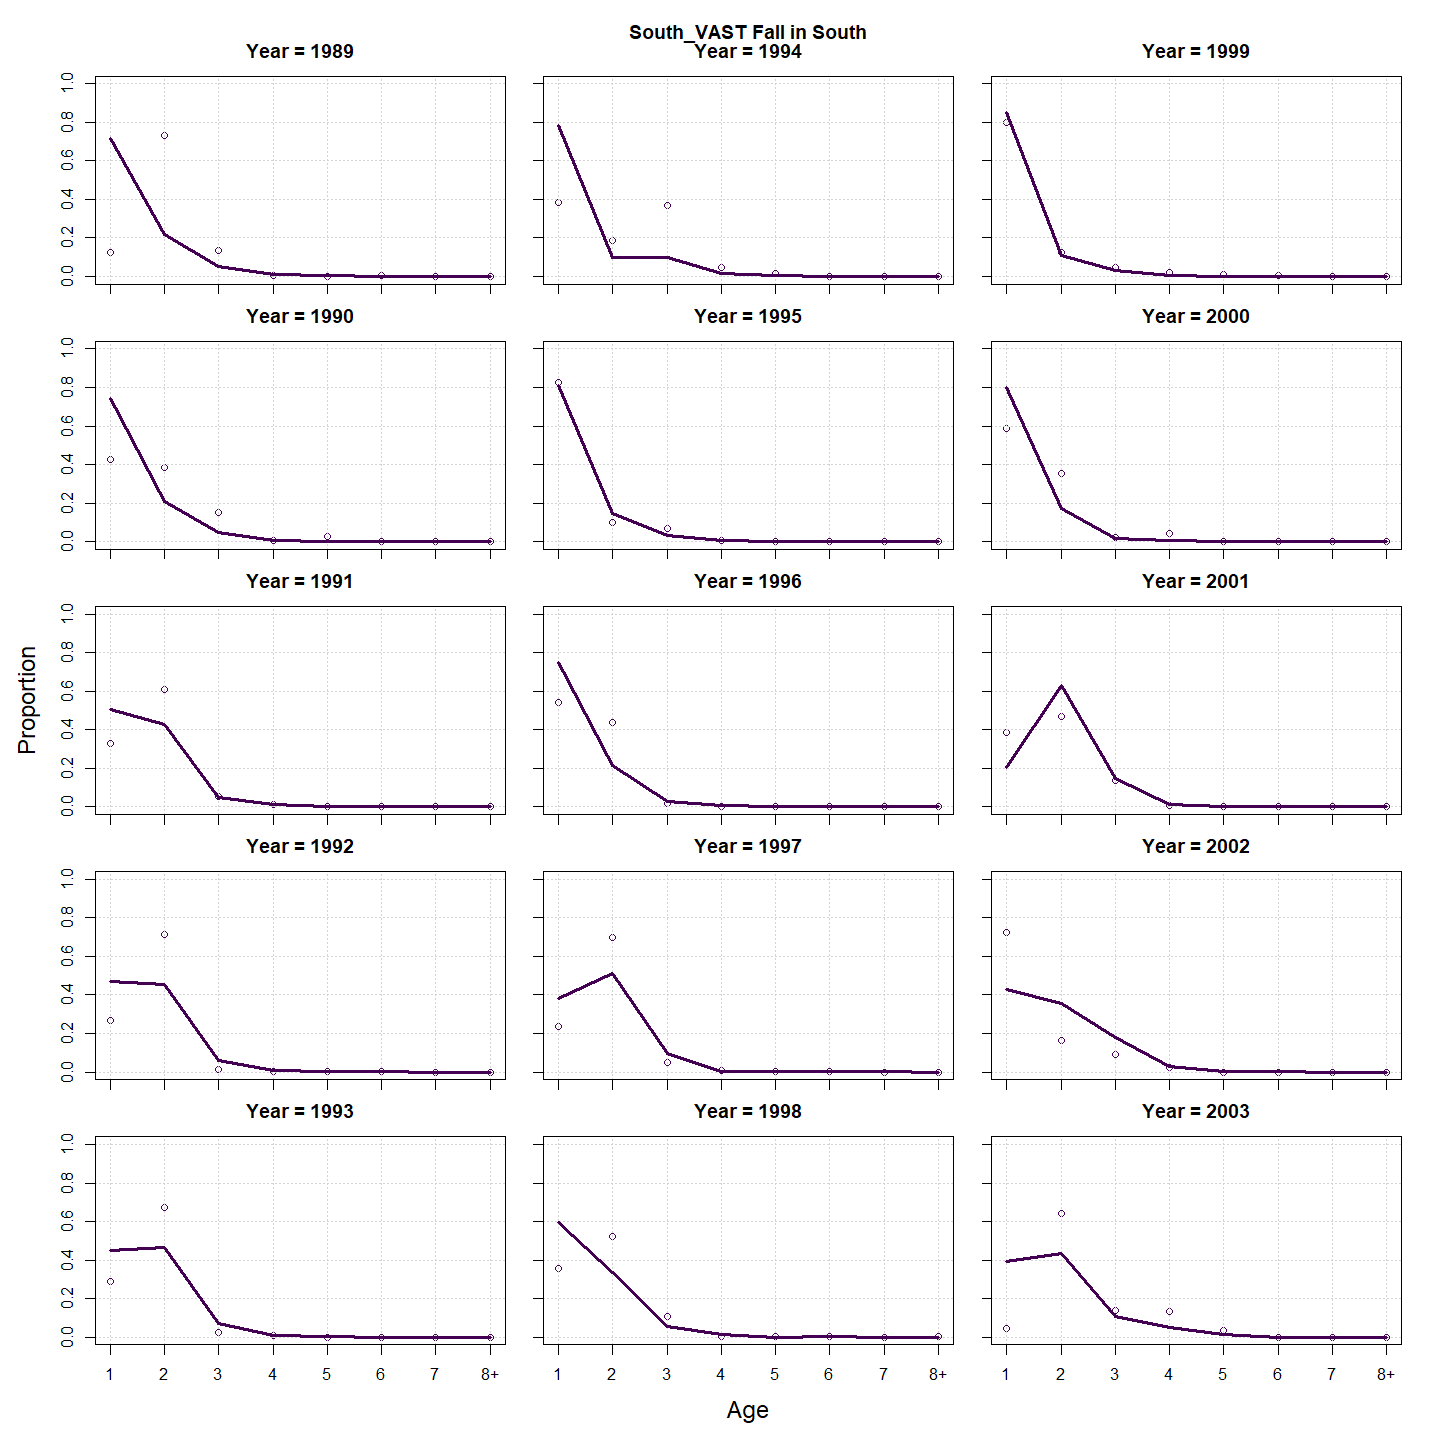 South_VAST Fall in South
Year = 1989
Year = 1994
Year = 1999
0.0 0.2 0.4 0.6 0.8 1.0
Year = 1990
Year = 1995
Year = 2000
0.0 0.2 0.4 0.6 0.8 1.0
Year = 1991
Year = 1996
Year = 2001
0.0 0.2 0.4 0.6 0.8 1.0
Proportion
Year = 1992
Year = 1997
Year = 2002
0.0 0.2 0.4 0.6 0.8 1.0
Year = 1993
Year = 1998
Year = 2003
0.0 0.2 0.4 0.6 0.8 1.0
1 2 3 4 5 6 7 8+
1 2 3 4 5 6 7 8+
1 2 3 4 5 6 7 8+
Age